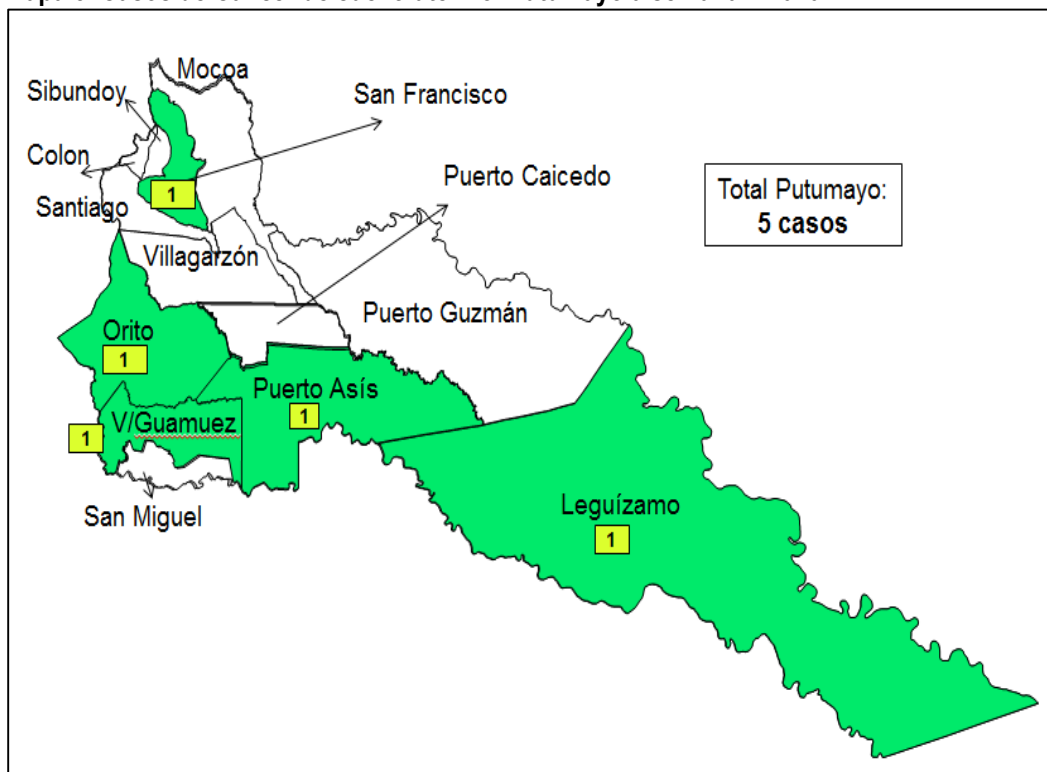 Mocoa
Sibundoy
San Francisco
Colon
Puerto Caicedo
1
Total Putumayo:
5 casos
Santiago
Villagarzón
Puerto Guzmán
Orito
1
Puerto Asís
1
V/Guamuez
1
Leguízamo
1
San Miguel